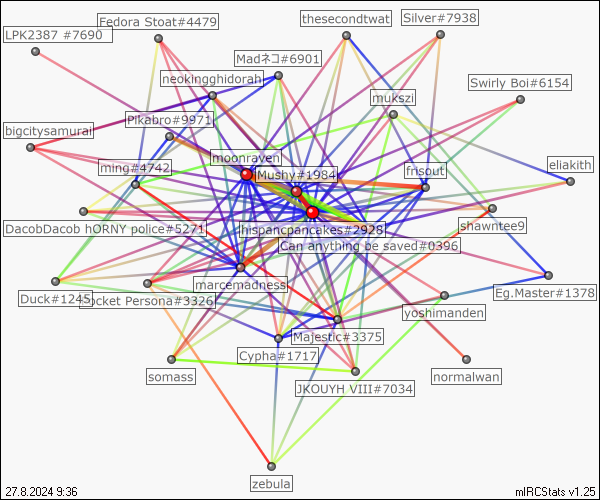 Fedora Stoat#4479
thesecondtwat
Silver#7938
LPK2387 #7690
Madネコ#6901
neokingghidorah
Swirly Boi#6154
mukszi
Pikabro#9971
bigcitysamurai
moonraven
ming#4742
Mushy#1984
frisout
eliakith
DacobDacob hORNY police#5271
hispancpancakes#2928
shawntee9
Can anything be saved#0396
marcemadness
Duck#1245
Rocket Persona#3326
Eg.Master#1378
yoshimanden
Majestic#3375
Cypha#1717
somass
JKOUYH VIII#7034
normalwan
zebula
27.8.2024 9:36
mIRCStats v1.25